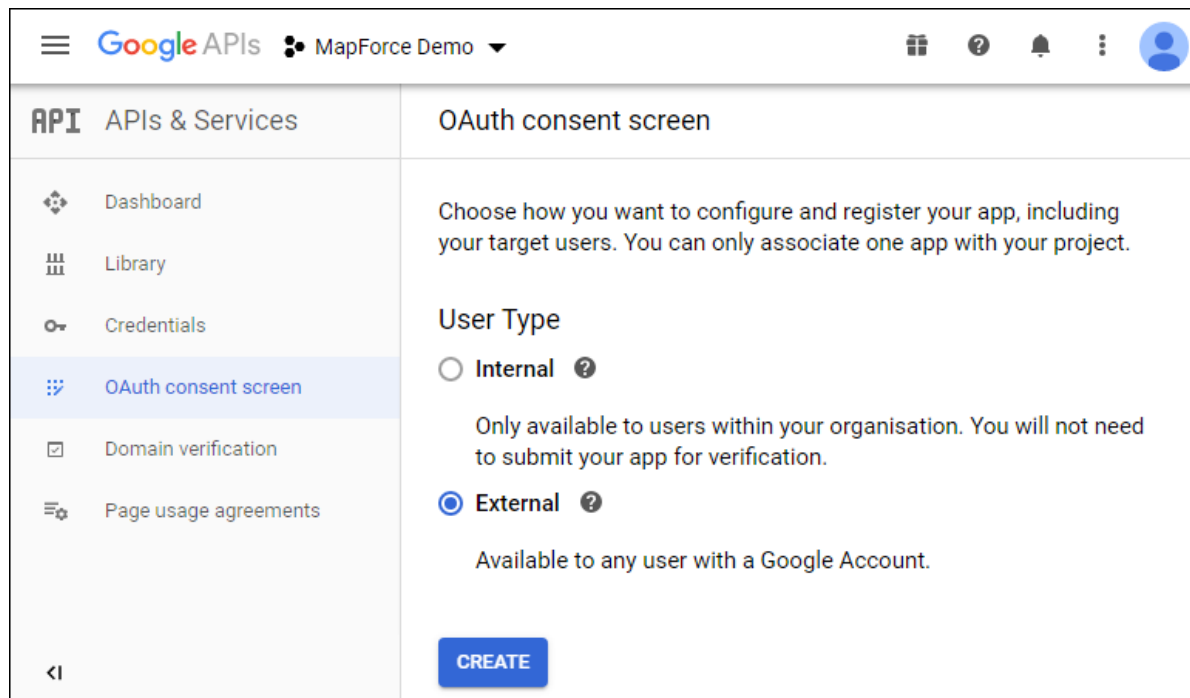 Google APIs MapForce Demo
API APIs & Services
OAuth consent screen
Dashboard
Library
Credentials
OAuth consent screen
Domain verification
Page usage agreements
Choose how you want to configure and register your app, including
your target users. You can only associate one app with your project.
User Type
Internal
Only available to users within your organisation. You will not need
to submit your app for verification.
External
Available to any user with a Google Account.
CREATE